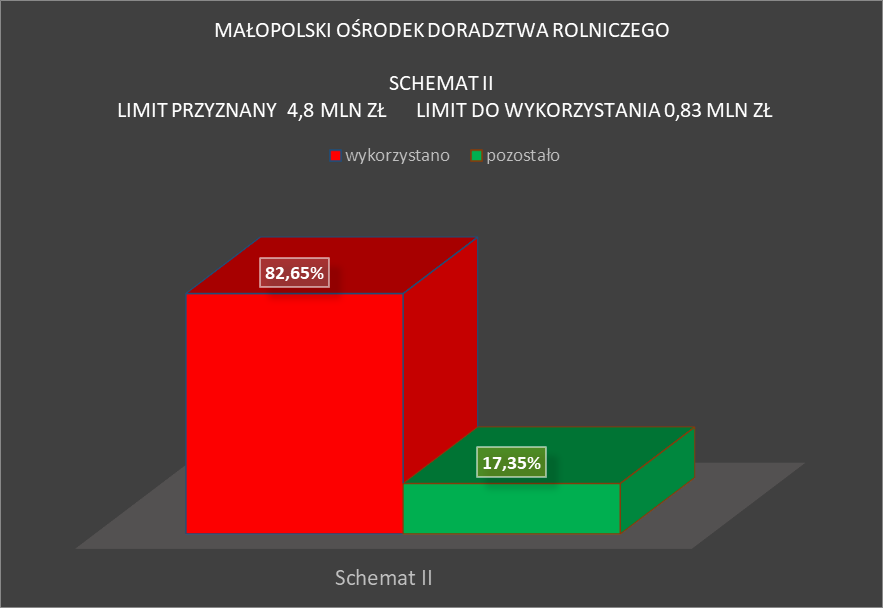 MAŁOPOLSKI OŚRODEK DORADZTWA ROLNICZEGO
SCHEMAT II
LIMIT PRZYZNANY 4,8 MLN ZŁ LIMIT DO WYKORZYSTANIA 0,83 MLN ZŁ
wykorzystano pozostało
82,65%
17,35%
Schemat II